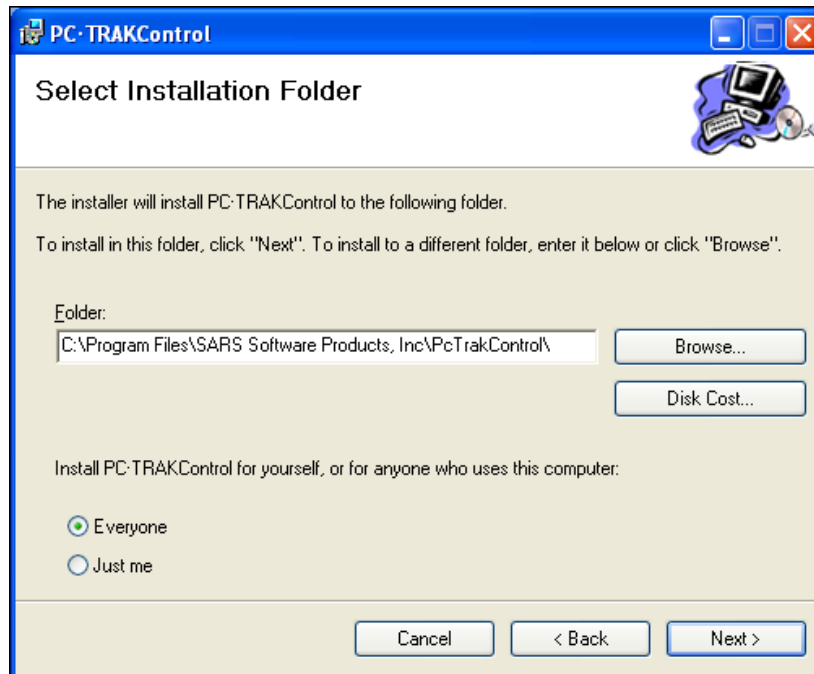 PC·TRAKControl
Select Installation Folder
The installer will install PC·TRAKControl to the following folder.
To install in this folder, click "Next". To install to a different folder, enter it below or click "Browse".
Folder:
C:\Program Files\SARS Software Products, Inc\PcTrakControl\
Browse...
Disk Cost...
Install PC·TRAKControl for yourself, or for anyone who uses this computer:
Everyone
Just me
Cancel
< Back
Next >